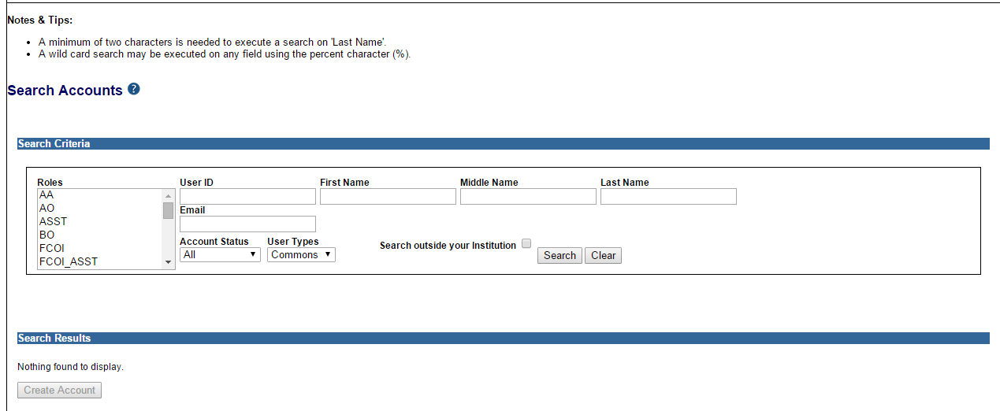 Notes & Tips:
A minimum of two characters is needed to execute a search on 'Last Name'.
A wild card search may be executed on any field using the percent character (%).
Search Accounts ?
Search Criteria
Roles User ID First Name Middle Name Last Name
AA
AO
ASST
BO
FCOI
FCOI_ASST
Email
Account Status User Types Search outside your Institution
All Commons Search Clear
Search Results
Nothing found to display.
Create Account